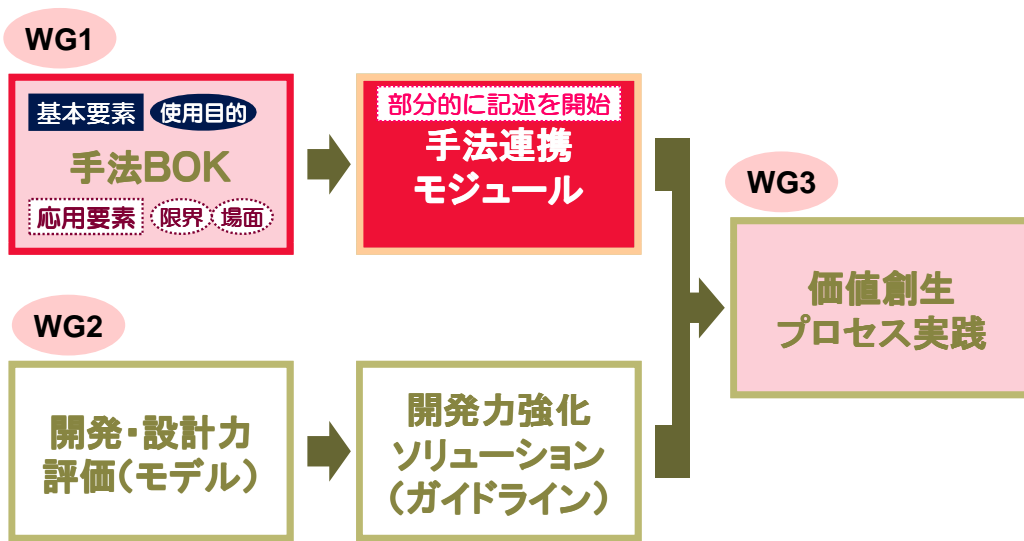 WG1
基本要素 使用目的
手法BOK
応用要素 限界 場面
部分的に記述を開始
手法連携
モジュール
WG2
開発・設計力
評価(モデル)
開発力強化
ソリューション
(ガイドライン)
WG3
価値創生
プロセス実践